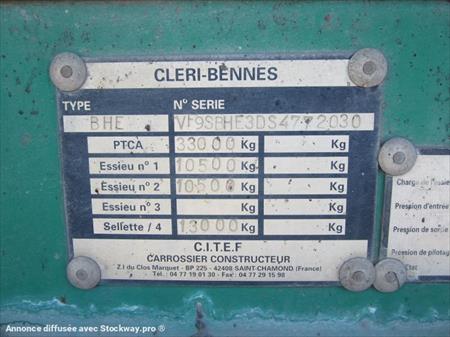 CLERI-BENNES
TYPE N° SERIE
BHE VF9SBHE3DS4772030
PTCA 33000 Kg Kg
Essieu n° 1 10500 Kg Kg
Essieu n° 2 10500 Kg Kg
Essieu n° 3 Kg Kg
Sellette / 4 13000 Kg Kg
C.I.T.E.F
CARROSSIER CONSTRUCTEUR
Z.I du Clos Marquet - BP 225 - 42408 SAINT-CHAMOND (France)
Tél.: 04 77 19 01 30 - Fax: 04 77 29 15 98
Charge de l'essie
Pression d'entrée
Pression de sortie
Pression de pilotag
Annonce diffusée avec Stockway.pro ®